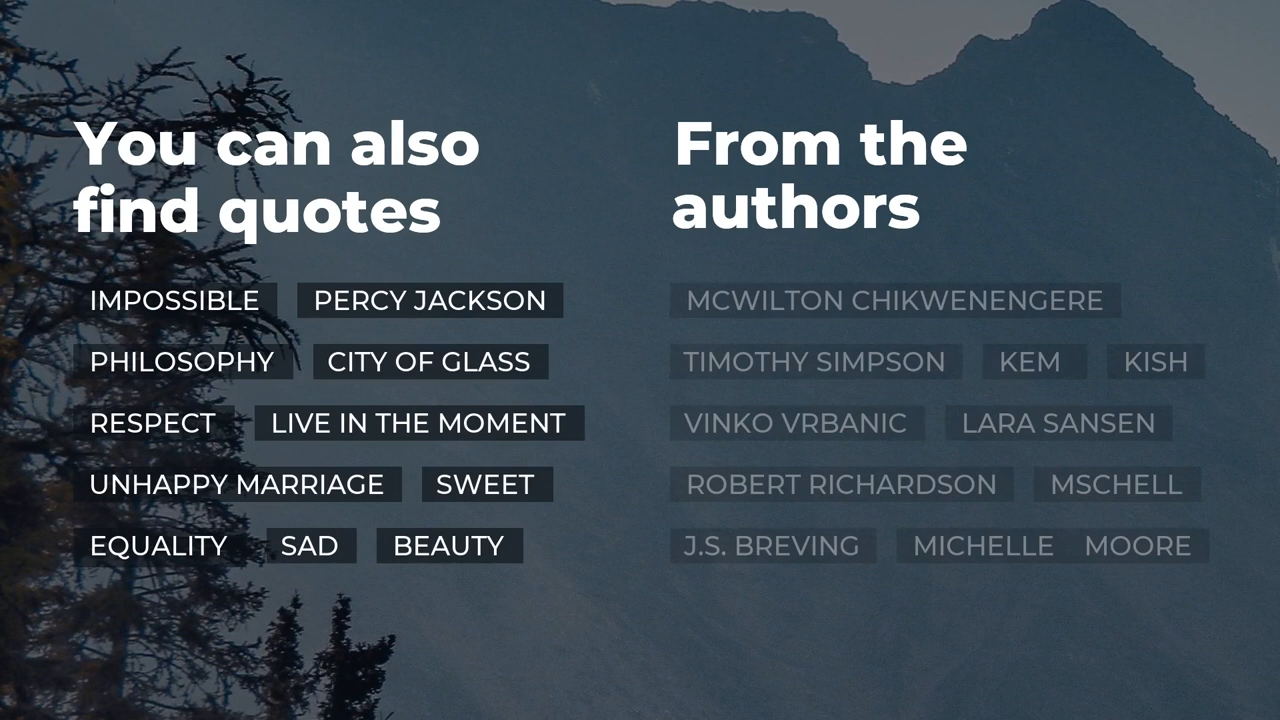 You can also
find quotes
IMPOSSIBLE PERCY JACKSON
PHILOSOPHY CITY OF GLASS
RESPECT LIVE IN THE MOMENT
UNHAPPY MARRIAGE SWEET
EQUALITY SAD BEAUTY
From the
authors
MCWILTON CHIKWENENGERE
TIMOTHY SIMPSON KEM KISH
VINKO VRBANIC LARA SANSEN
ROBERT RICHARDSON MSCHELL
J.S. BREVING MICHELLE MOORE